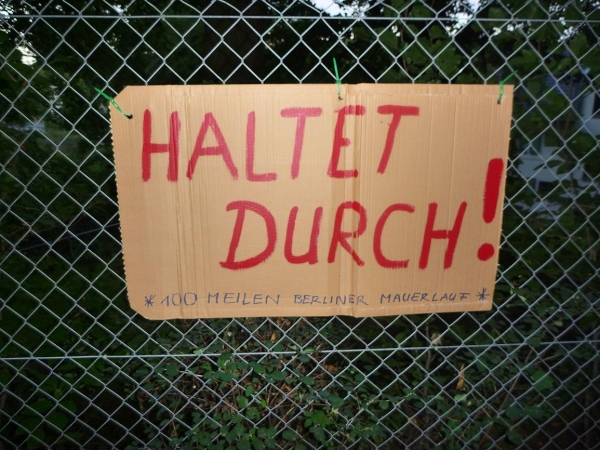 HALTET
DURCH!
* 100 MEILEN BERLINER MAUERLAUF *